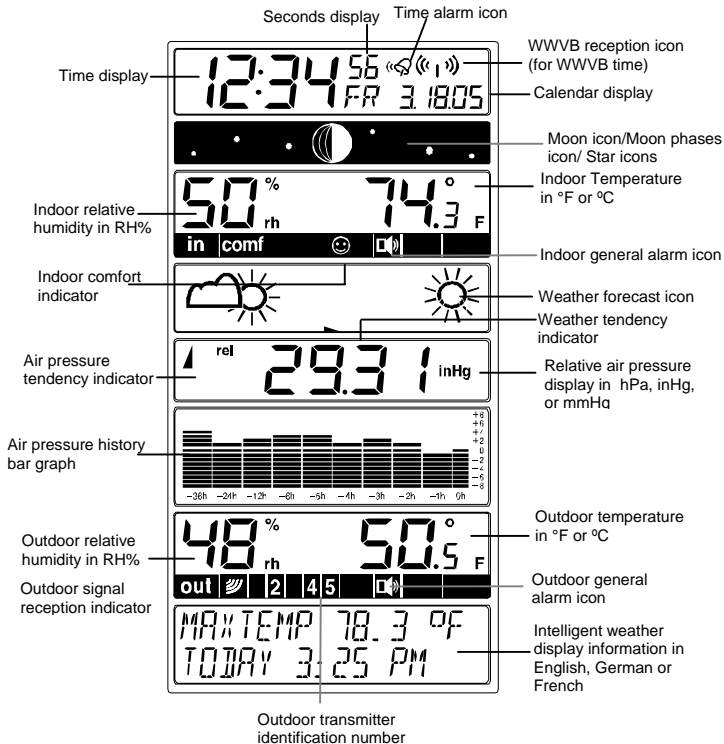 Seconds display
Time alarm icon
Time display
12:34 56
FR 3.18.05
WWVB reception icon
(for WWVB time)
Calendar display
Moon icon/Moon phases
icon/ Star icons
50 % rh 74.3 ° F
in comf
Indoor relative
humidity in RH%
Indoor Temperature
in °F or ºC
Indoor general alarm icon
Indoor comfort
indicator
Weather forecast icon
Weather tendency
indicator
Air pressure
tendency indicator
rel 29.31 inHg
Relative air pressure
display in hPa, inHg,
or mmHg
Air pressure history
bar graph
+8
+6
+4
+2
0
-2
-4
-6
-8
-36h -24h -12h -6h -5h -4h -3h -2h -1h 0h
48 % rh 50.5 ° F
out 2 4 5
Outdoor relative
humidity in RH%
Outdoor signal
reception indicator
Outdoor temperature
in °F or ºC
Outdoor general
alarm icon
MAX TEMP 78.3 ºF
TODAY 3:25 PM
Intelligent weather
display information in
English, German or
French
Outdoor transmitter
identification number